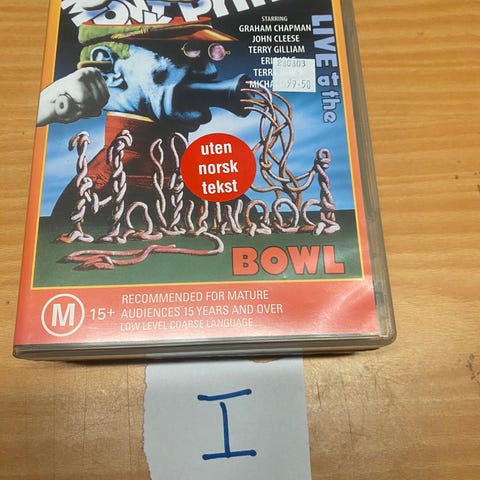 STARRING
GRAHAM CHAPMAN
JOHN CLEESE
TERRY GILLIAM
LIVE at the
Hollywood
BOWL
uten
norsk
tekst
M 15+
RECOMMENDED FOR MATURE
AUDIENCES 15 YEARS AND OVER
LOW LEVEL COARSE LANGUAGE
I